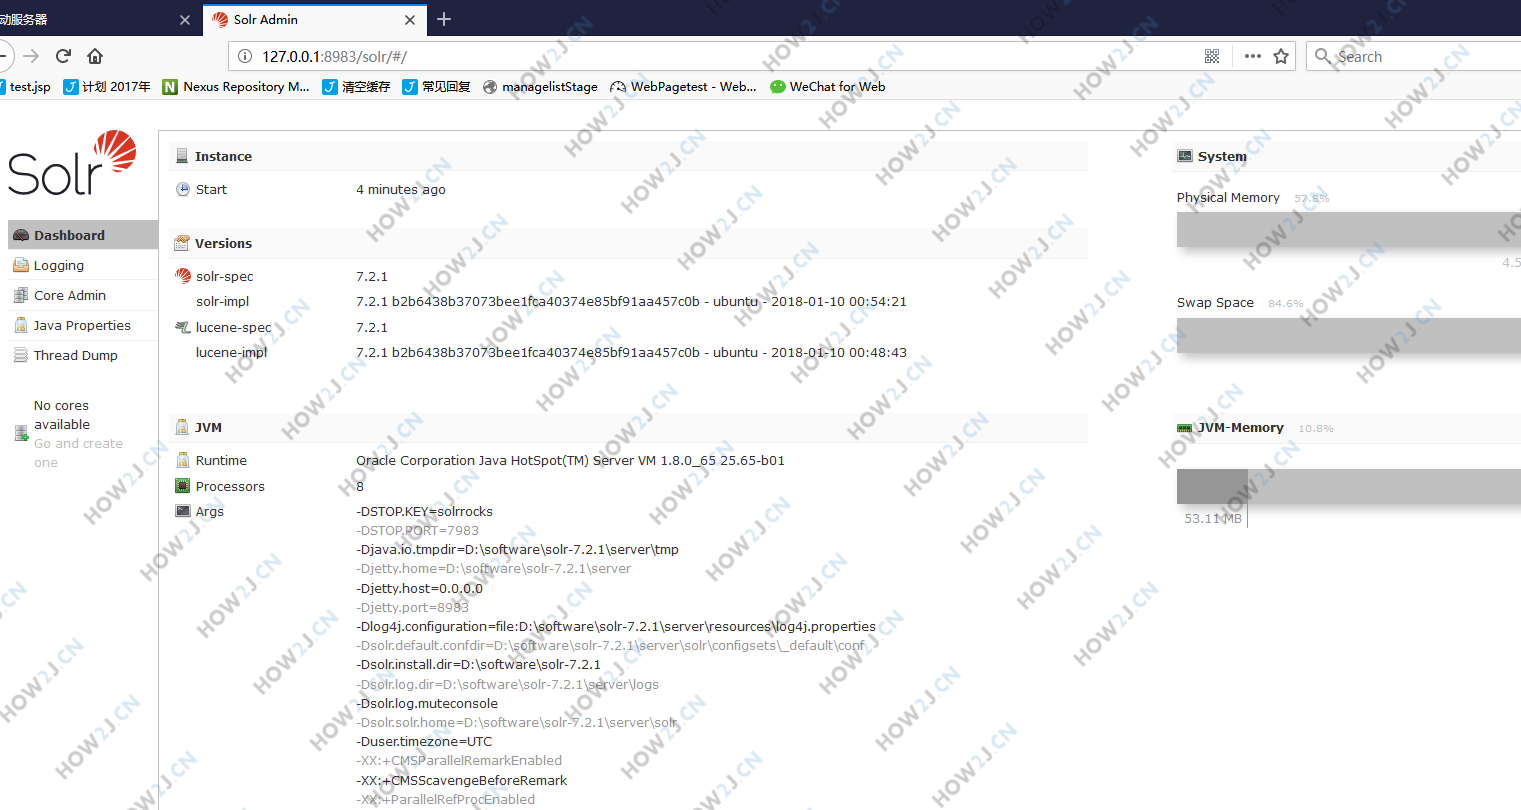 动服务器
Solr Admin
127.0.0.1:8983/solr/#/
Search
test.jsp
计划 2017年
Nexus Repository M...
清空缓存
常见回复
managelistStage
WebPagetest - Web...
WeChat for Web
Solr
Dashboard
Logging
Core Admin
Java Properties
Thread Dump
No cores
available
Go and create
one
Instance
Start 4 minutes ago
Versions
solr-spec 7.2.1
solr-impl 7.2.1 b2b6438b37073bee1fca40374e85bf91aa457c0b - ubuntu - 2018-01-10 00:54:21
lucene-spec 7.2.1
lucene-impl 7.2.1 b2b6438b37073bee1fca40374e85bf91aa457c0b - ubuntu - 2018-01-10 00:48:43
JVM
Runtime Oracle Corporation Java HotSpot(TM) Server VM 1.8.0_65 25.65-b01
Processors 8
Args -DSTOP.KEY=solrrocks
-DSTOP.PORT=7983
-Djava.io.tmpdir=D:\software\solr-7.2.1\server\tmp
-Djetty.home=D:\software\solr-7.2.1\server
-Djetty.host=0.0.0.0
-Djetty.port=8983
-Dlog4j.configuration=file:D:\software\solr-7.2.1\server\resources\log4j.properties
-Dsolr.default.confdir=D:\software\solr-7.2.1\server\solr\configsets\_default\conf
-Dsolr.install.dir=D:\software\solr-7.2.1
-Dsolr.log.dir=D:\software\solr-7.2.1\server\logs
-Dsolr.log.muteconsole
-Dsolr.solr.home=D:\software\solr-7.2.1\server\solr
-Duser.timezone=UTC
-XX:+CMSParallelRemarkEnabled
-XX:+CMSScavengeBeforeRemark
-XX:+ParallelRefProcEnabled
System
Physical Memory 57.8%
4.5
Swap Space 84.6%
JVM-Memory 10.8%
53.11 MB
HOW2J.CN